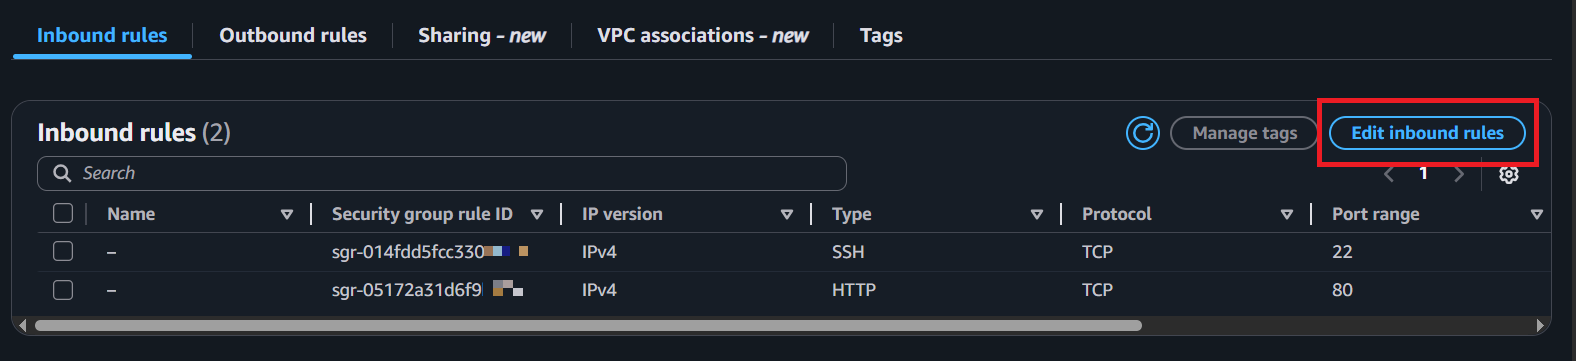 Inbound rules Outbound rules Sharing - new VPC associations - new Tags
Inbound rules (2) Manage tags Edit inbound rules
Search 1
Name Security group rule ID IP version Type Protocol Port range
– sgr-014fdd5fcc330 IPv4 SSH TCP 22
– sgr-05172a31d6f9 IPv4 HTTP TCP 80